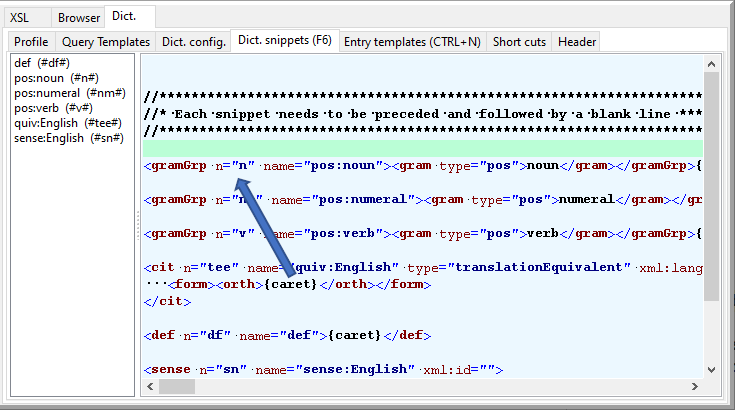 XSL Browser Dict.
Profile Query Templates Dict. config. Dict. snippets (F6) Entry templates (CTRL+N) Short cuts Header
def (#df#)
pos:noun (#n#)
pos:numeral (#nm#)
pos:verb (#v#)
quiv:English (#tee#)
sense:English (#sn#)
//********************************************************************
//*·Each·snippet·needs·to·be·preceded·and·followed·by·a·blank·line·***
//********************************************************************
<gramGrp·n="n"·name="pos:noun"><gram·type="pos">noun</gram></gramGrp>{
<gramGrp·n="n ·name="pos:numeral"><gram·type="pos">numeral</gram></gr
<gramGrp·n="v"·name="pos:verb"><gram·type="pos">verb</gram></gramGrp>{
<cit·n="tee"·name="quiv:English"·type="translationEquivalent"·xml:lang
···<form><orth>{caret}</orth></form>
</cit>
<def·n="df"·name="def">{caret}</def>
<sense·n="sn"·name="sense:English"·xml:id="">